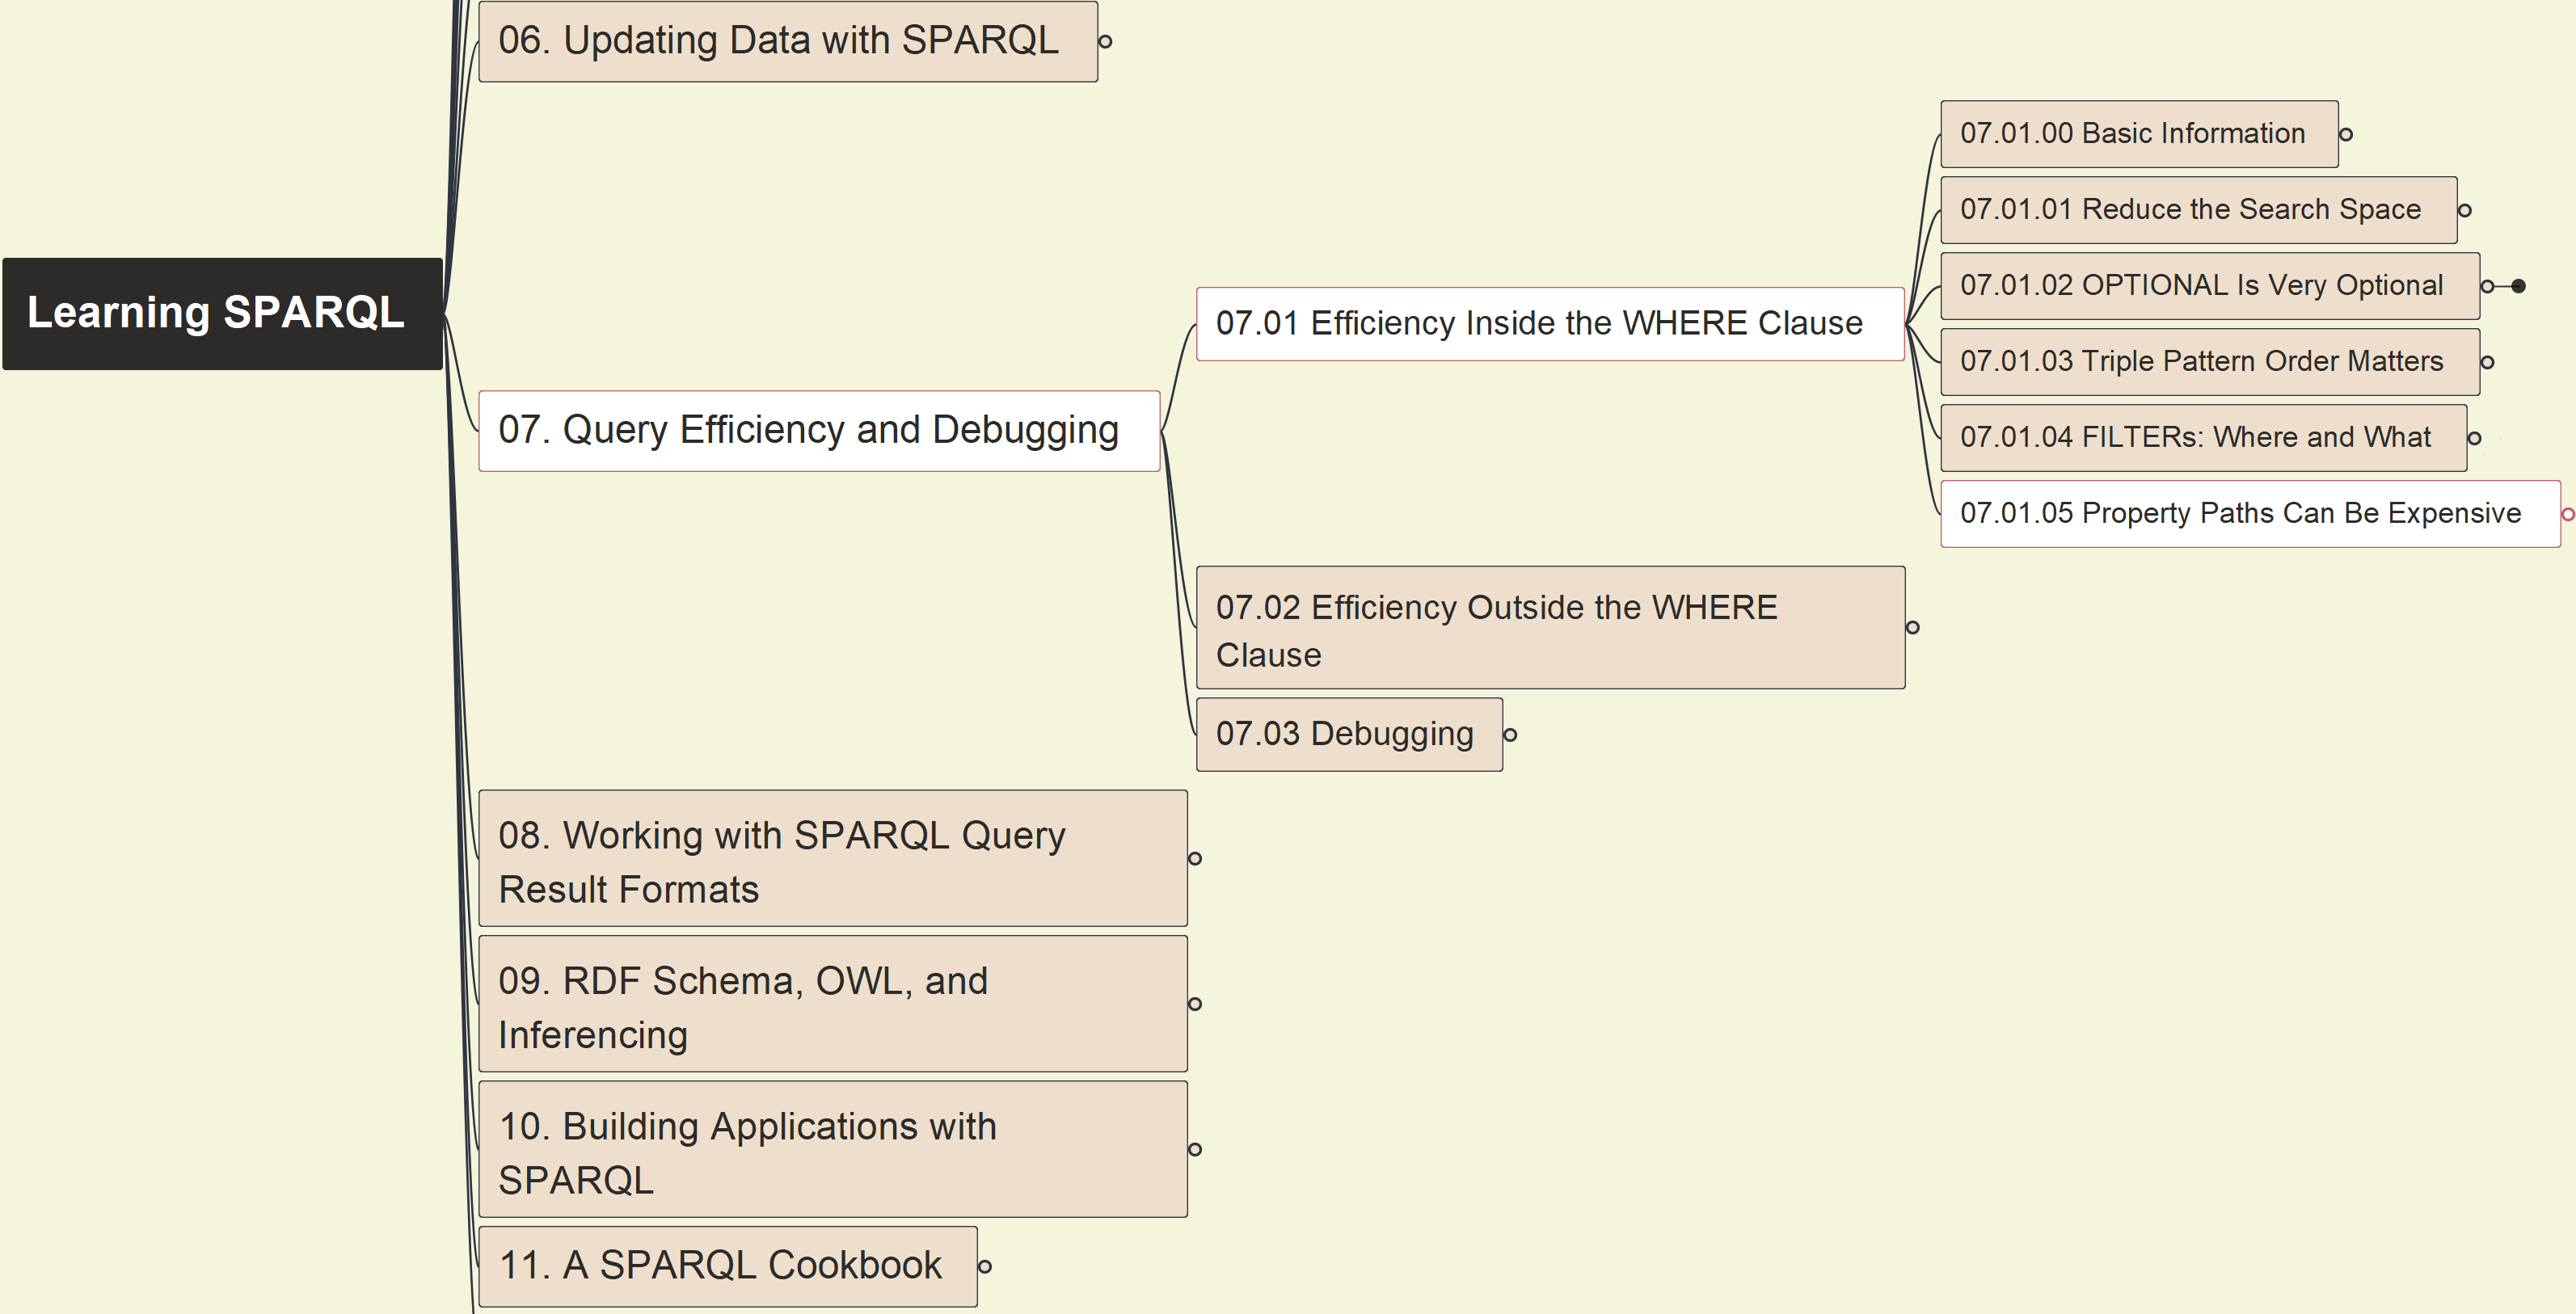 06. Updating Data with SPARQL
Learning SPARQL
07. Query Efficiency and Debugging
07.01 Efficiency Inside the WHERE Clause
07.01.00 Basic Information
07.01.01 Reduce the Search Space
07.01.02 OPTIONAL Is Very Optional
07.01.03 Triple Pattern Order Matters
07.01.04 FILTERs: Where and What
07.01.05 Property Paths Can Be Expensive
07.02 Efficiency Outside the WHERE
Clause
07.03 Debugging
08. Working with SPARQL Query
Result Formats
09. RDF Schema, OWL, and
Inferencing
10. Building Applications with
SPARQL
11. A SPARQL Cookbook